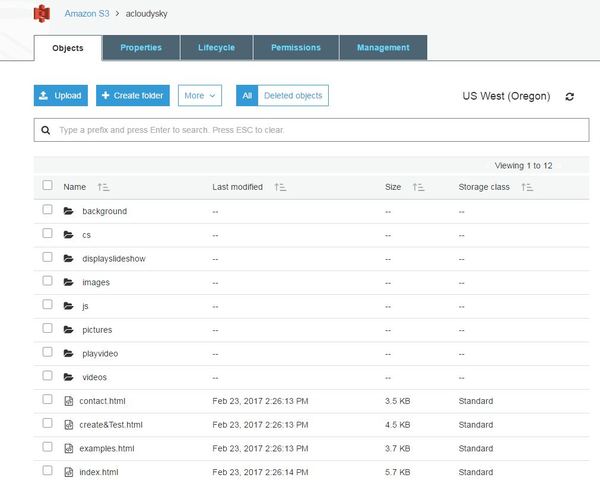 Amazon S3 > acloudysky
Objects Properties Lifecycle Permissions Management
Upload + Create folder More All Deleted objects US West (Oregon)
Type a prefix and press Enter to search. Press ESC to clear.
Viewing 1 to 12
Name Last modified Size Storage class
background -- -- --
cs -- -- --
displayslideshow -- -- --
images -- -- --
js -- -- --
pictures -- -- --
playvideo -- -- --
videos -- -- --
contact.html Feb 23, 2017 2:26:13 PM 3.5 KB Standard
create&Test.html Feb 23, 2017 2:26:13 PM 4.5 KB Standard
examples.html Feb 23, 2017 2:26:13 PM 3.7 KB Standard
index.html Feb 23, 2017 2:26:14 PM 5.7 KB Standard